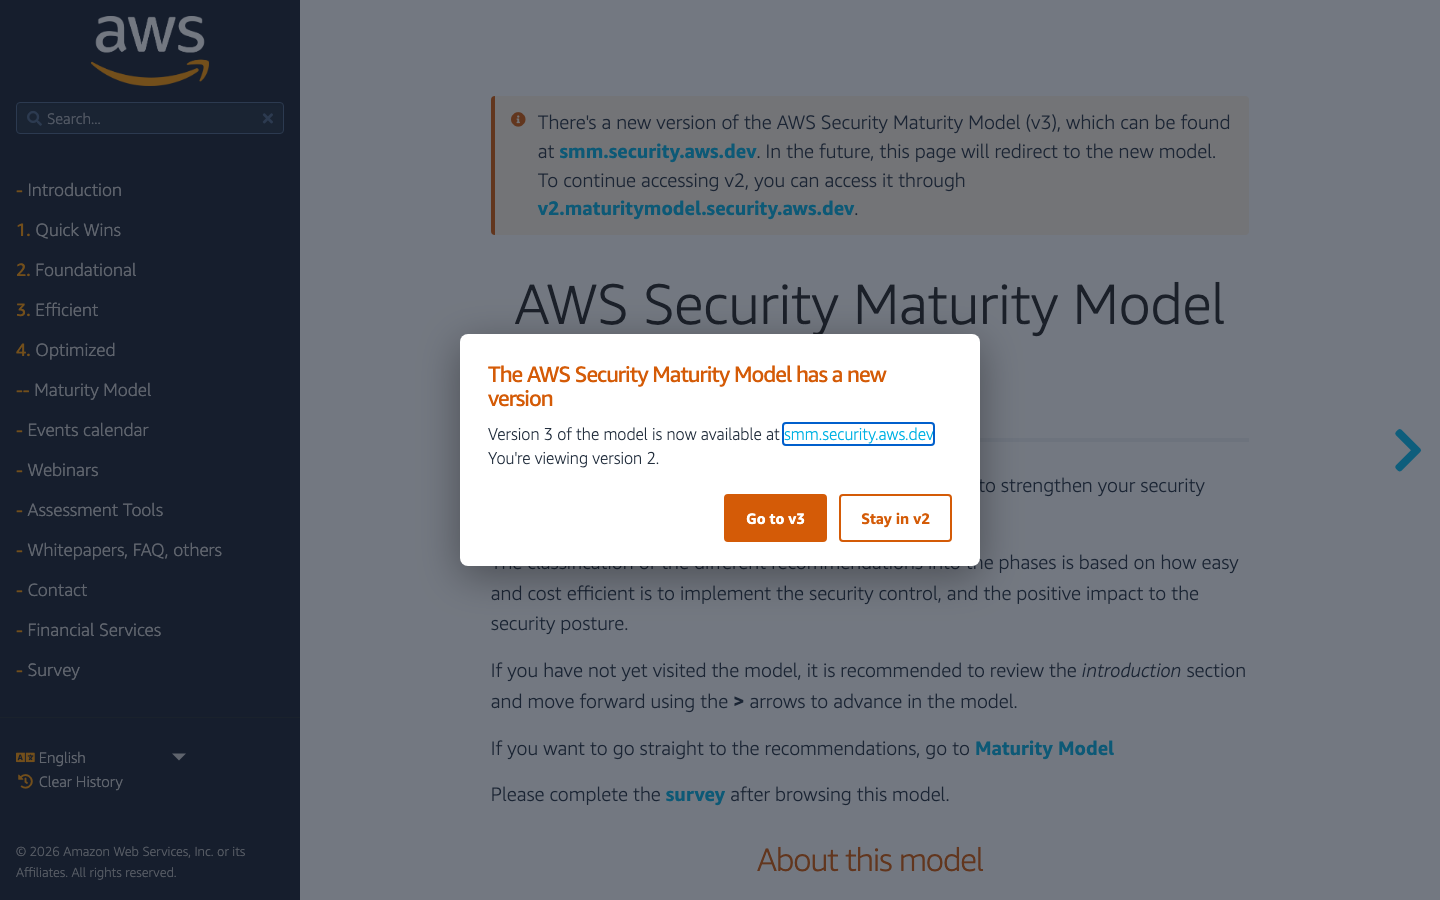 aws
Search...
- Introduction
1. Quick Wins
2. Foundational
3. Efficient
4. Optimized
-- Maturity Model
- Events calendar
- Webinars
- Assessment Tools
- Whitepapers, FAQ, others
- Contact
- Financial Services
- Survey
English
Clear History
© 2026 Amazon Web Services, Inc. or its
Affiliates. All rights reserved.
There's a new version of the AWS Security Maturity Model (v3), which can be found
at smm.security.aws.dev. In the future, this page will redirect to the new model.
To continue accessing v2, you can access it through
v2.maturitymodel.security.aws.dev.
AWS Security Maturity Model
The AWS Security Maturity Model has a new
version
Version 3 of the model is now available at smm.security.aws.dev
You're viewing version 2.
Go to v3
Stay in v2
to strengthen your security
The classification of the different recommendations into the phases is based on how easy
and cost efficient is to implement the security control, and the positive impact to the
security posture.
If you have not yet visited the model, it is recommended to review the introduction section
and move forward using the > arrows to advance in the model.
If you want to go straight to the recommendations, go to Maturity Model
Please complete the survey after browsing this model.
About this model